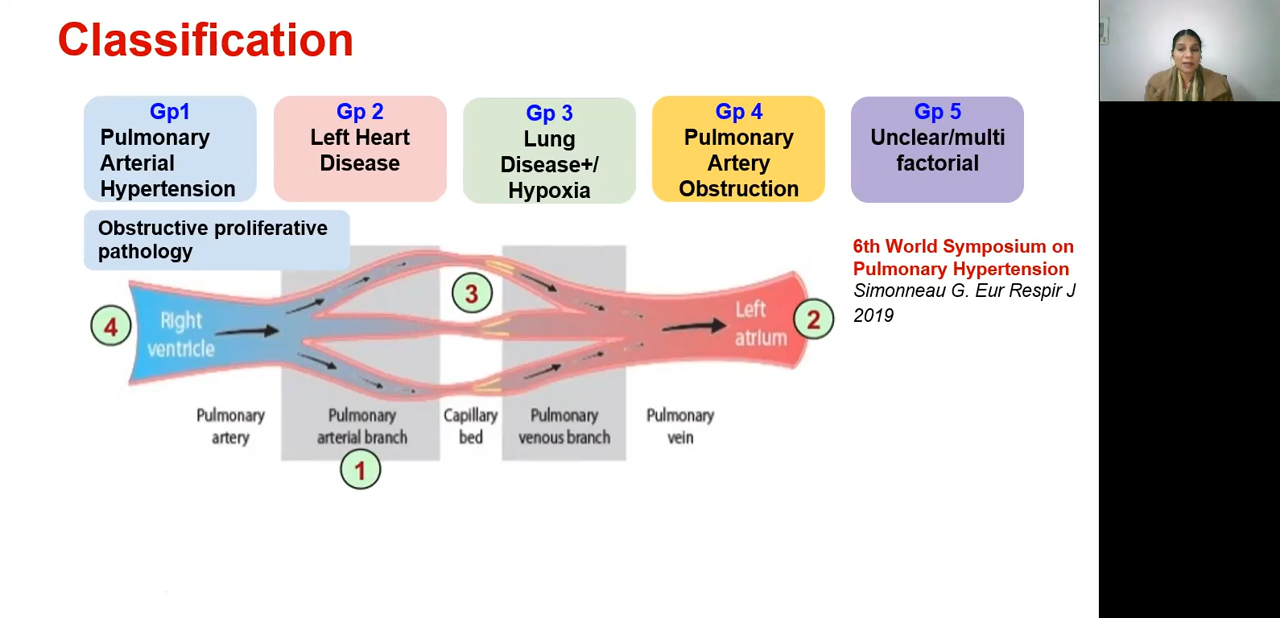 Classification
Gp1
Pulmonary
Arterial
Hypertension
Gp 2
Left Heart
Disease
Gp 3
Lung
Disease+/
Hypoxia
Gp 4
Pulmonary
Artery
Obstruction
Gp 5
Unclear/multi
factorial
Obstructive proliferative
pathology
6th World Symposium on
Pulmonary Hypertension
Simonneau G. Eur Respir J
2019
4
Right
ventricle
3
Left
atrium
2
Pulmonary
artery
Pulmonary
arterial branch
Capillary
bed
Pulmonary
venous branch
Pulmonary
vein
1